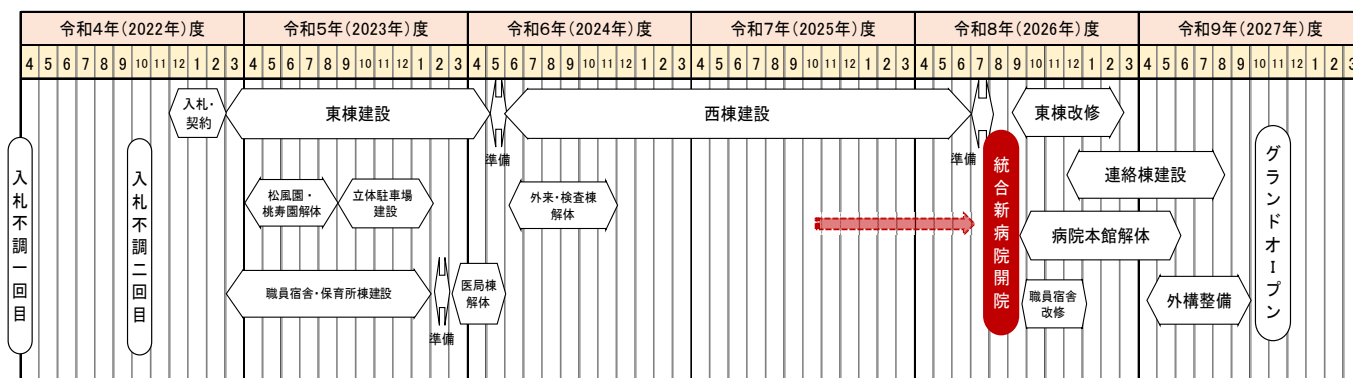 令和4年(2022年)度 令和5年(2023年)度 令和6年(2024年)度 令和7年(2025年)度 令和8年(2026年)度 令和9年(2027年)度
4 5 6 7 8 9 10 11 12 1 2 3 4 5 6 7 8 9 10 11 12 1 2 3 4 5 6 7 8 9 10 11 12 1 2 3 4 5 6 7 8 9 10 11 12 1 2 3 4 5 6 7 8 9 10 11 12 1 2 3 4 5 6 7 8 9 10 11 12 1 2 3
入札・
契約
東棟建設
準備
西棟建設
準備
東棟改修
入札不調一回目
入札不調二回目
松風園・
桃寿園解体
立体駐車場
建設
外来・検査棟
解体
統合新病院開院
連絡棟建設
グランドオープン
病院本館解体
職員宿舎・保育所棟建設
準備
医局棟
解体
職員宿舎
改修
外構整備